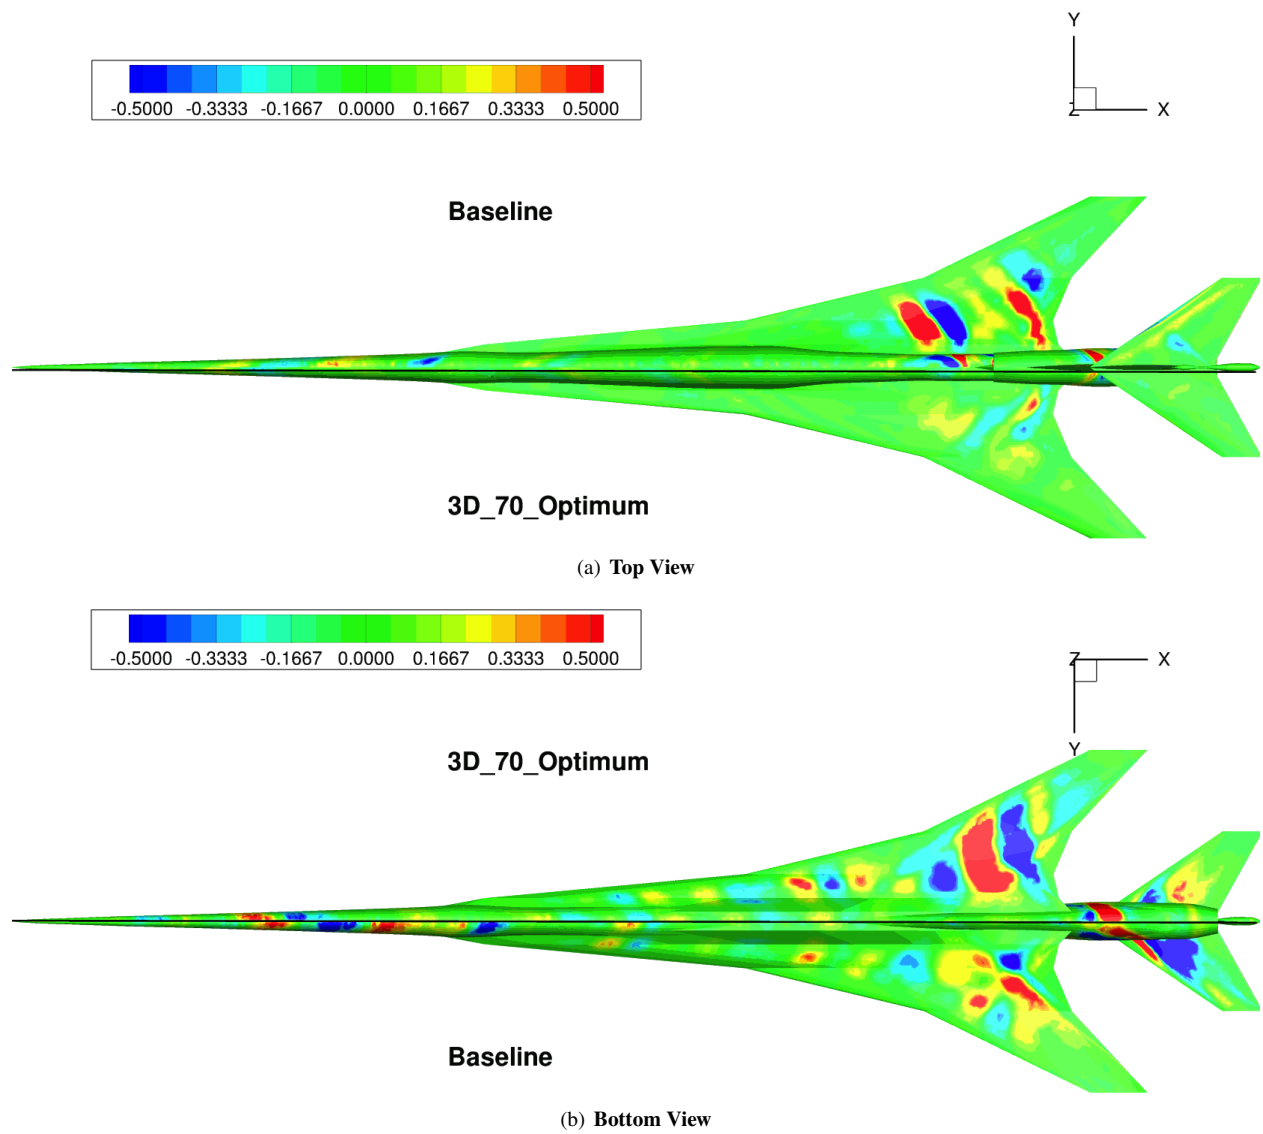 Y
-0.5000 -0.3333 -0.1667 0.0000 0.1667 0.3333 0.5000
Z X
Baseline
3D_70_Optimum
(a) Top View
-0.5000 -0.3333 -0.1667 0.0000 0.1667 0.3333 0.5000
Z X
Y
3D_70_Optimum
Baseline
(b) Bottom View